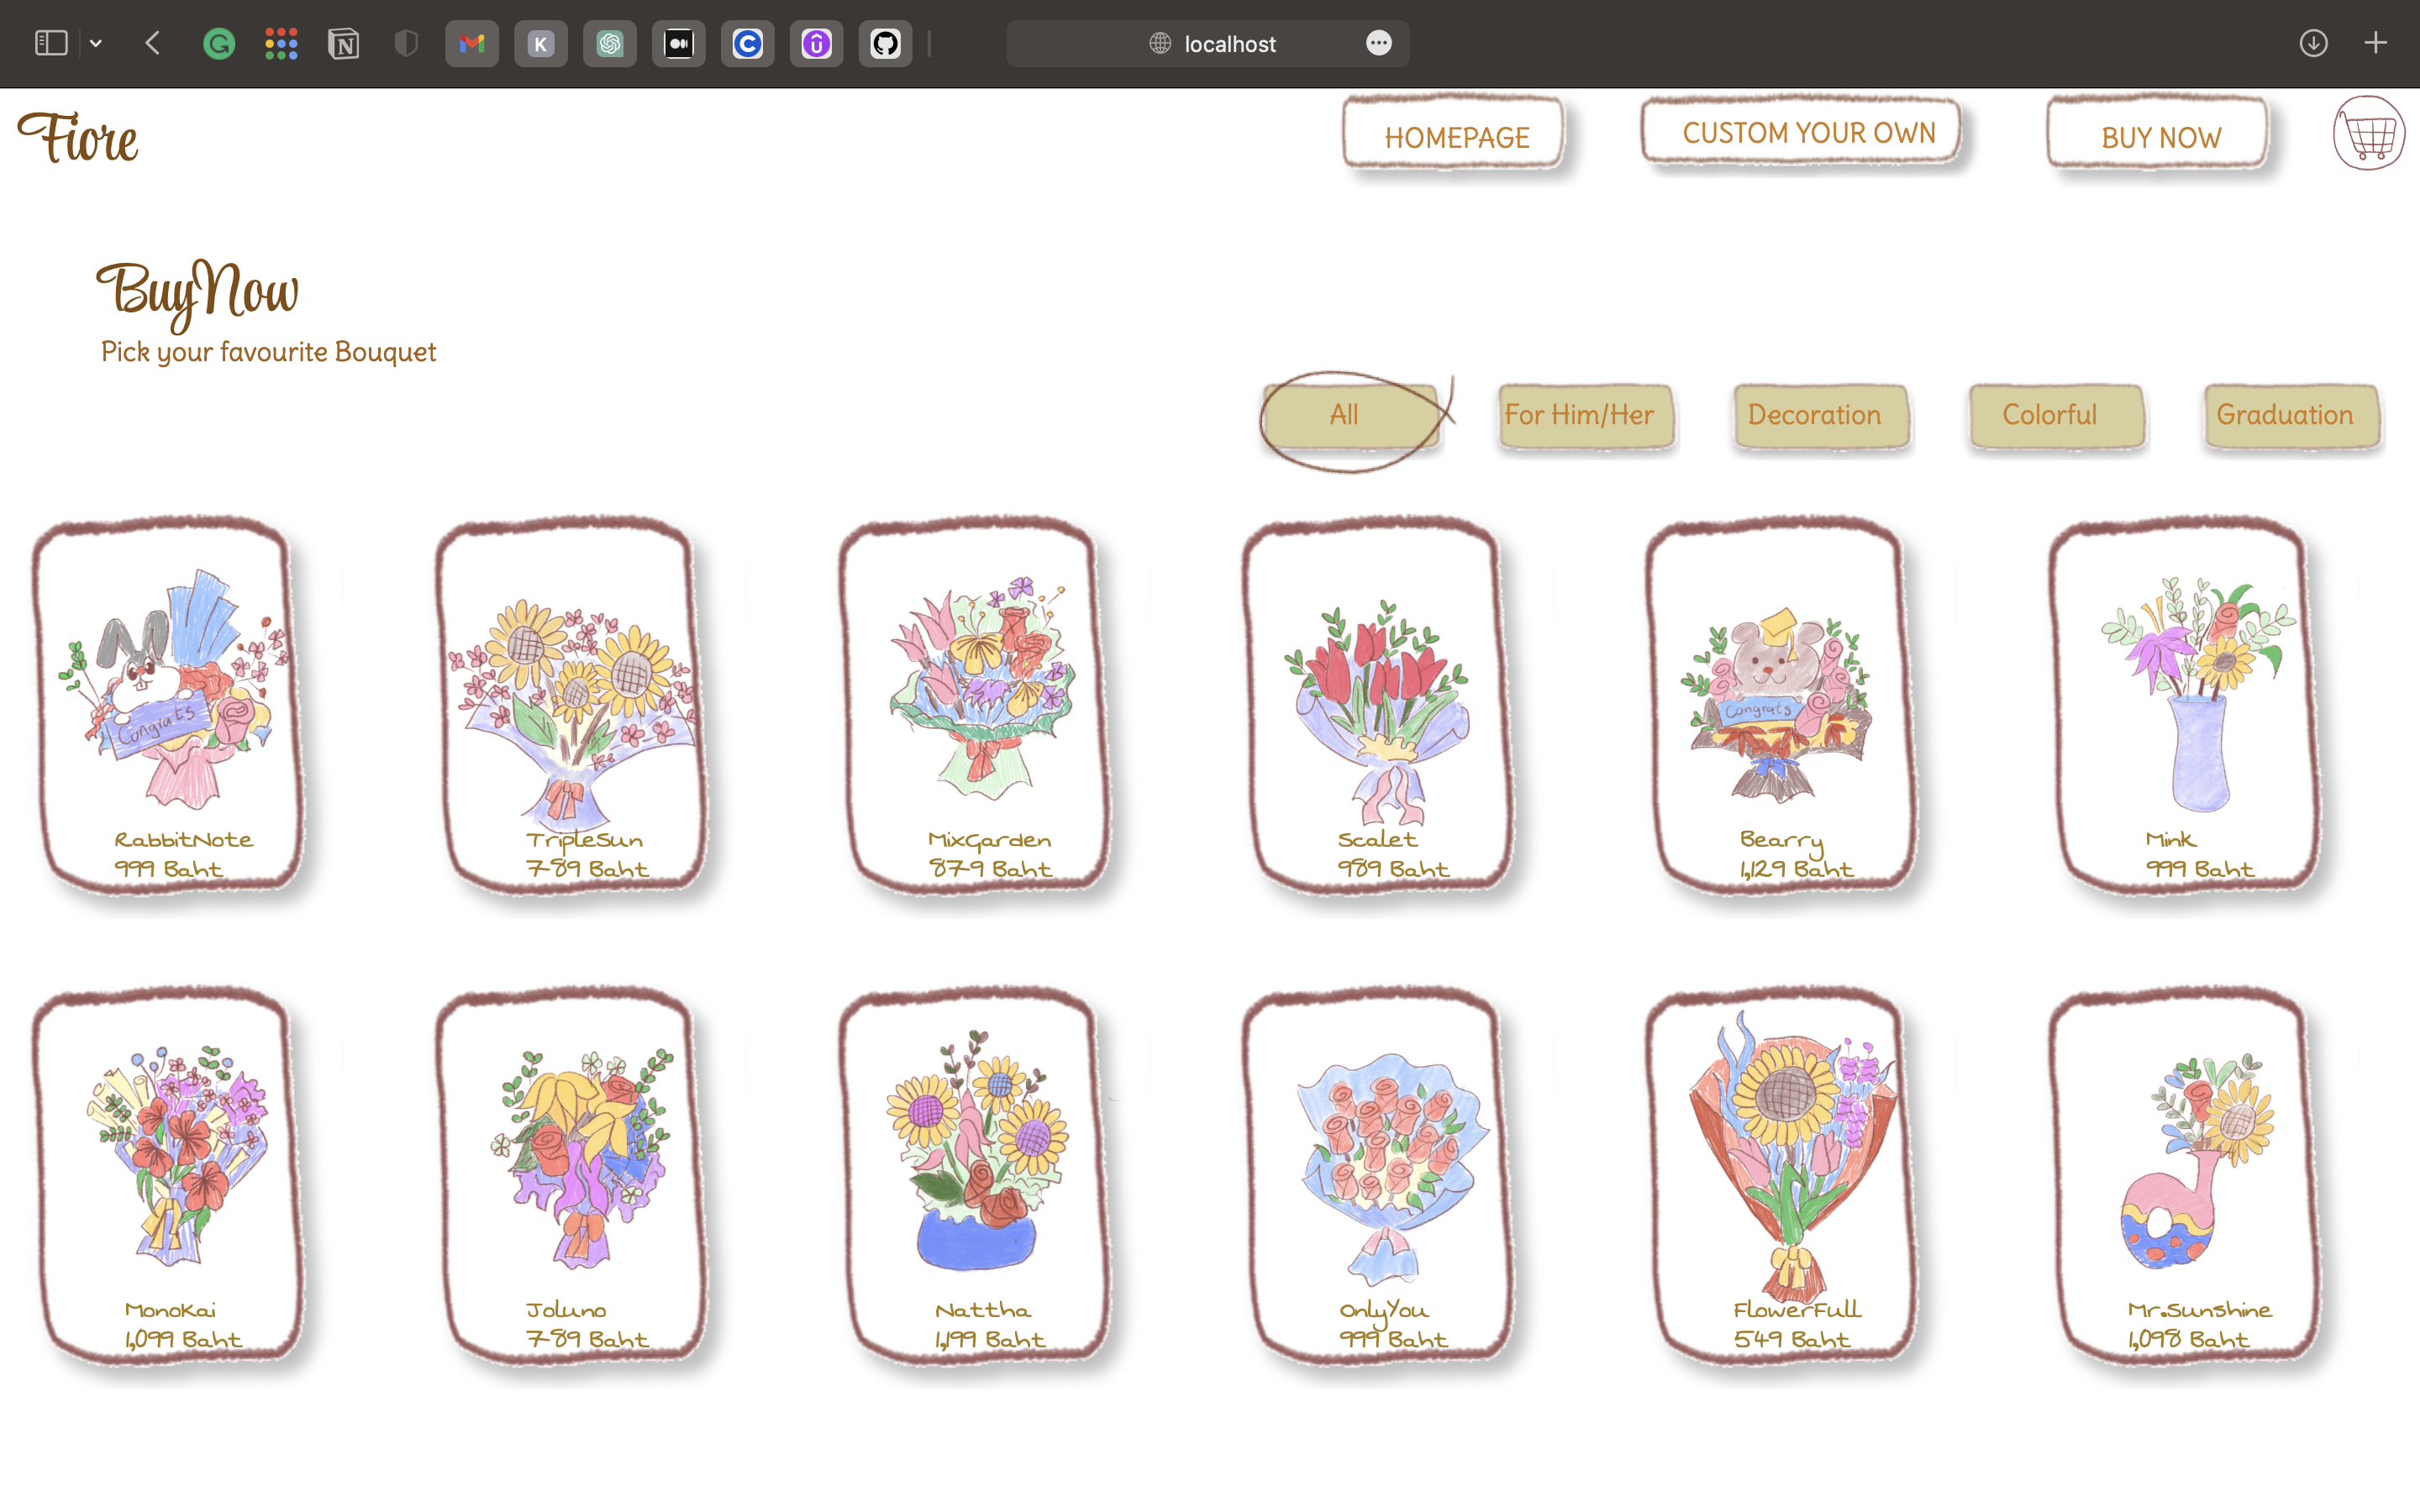 localhost
Fiore
HOMEPAGE
CUSTOM YOUR OWN
BUY NOW
BuyNow
Pick your favourite Bouquet
All
For Him/Her
Decoration
Colorful
Graduation
Congrats
Congrats
RabbitNote
999 Baht
TripleSun
789 Baht
MixGarden
879 Baht
Scalet
989 Baht
Bearry
1,129 Baht
Mink
999 Baht
MonoKai
1,099 Baht
Joluno
789 Baht
Nattha
1,199 Baht
OnlyYou
999 Baht
FlowerFull
549 Baht
Mr.Sunshine
1,098 Baht